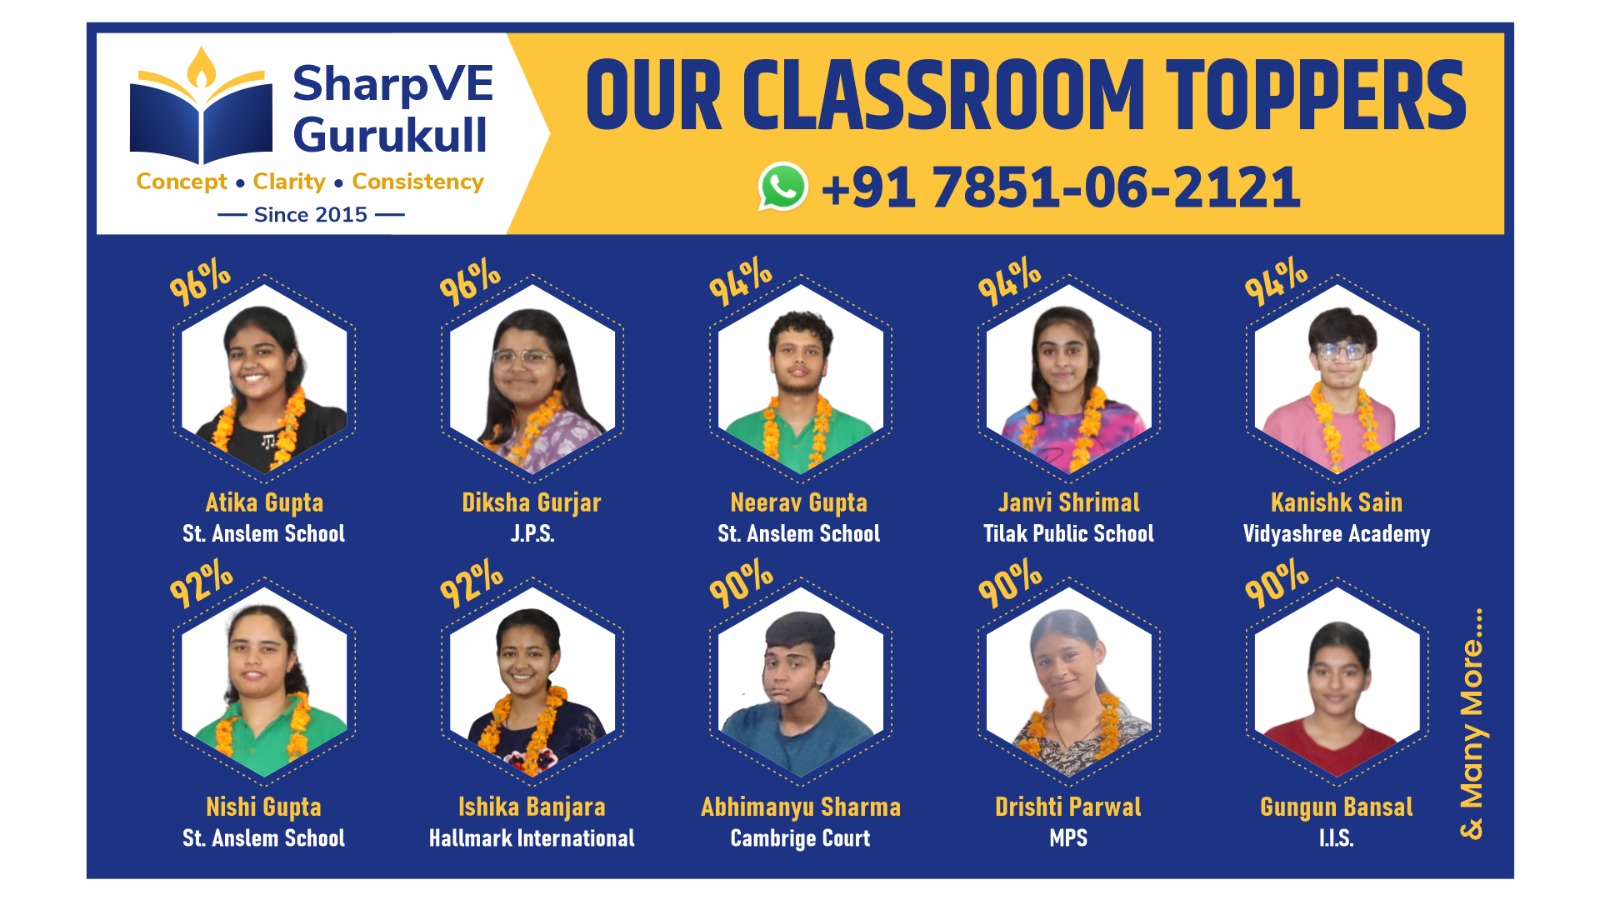 SharpVE
Gurukull
Concept • Clarity • Consistency
Since 2015
OUR CLASSROOM TOPPERS
+91 7851-06-2121
96%
96%
94%
94%
94%
Atika Gupta
St. Anslem School
Diksha Gurjar
J.P.S.
Neerav Gupta
St. Anslem School
Janvi Shrimal
Tilak Public School
Kanishk Sain
Vidyashree Academy
92%
92%
90%
90%
90%
Nishi Gupta
St. Anslem School
Ishika Banjara
Hallmark International
Abhimanyu Sharma
Cambrige Court
Drishti Parwal
MPS
Gungun Bansal
I.I.S.
& Many More....